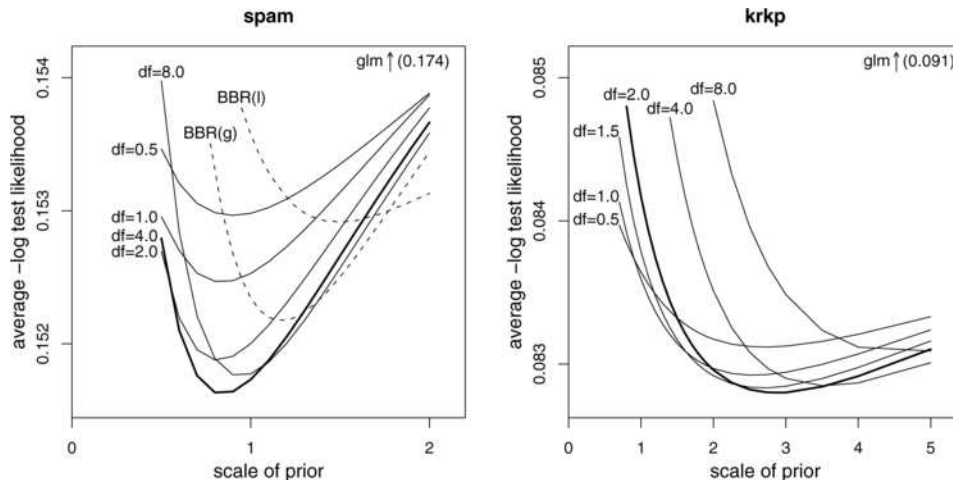 spam
average −log test likelihood
0.154
0.153
0.152
glm ↑ (0.174)
df=8.0
BBR(l)
BBR(g)
df=0.5
df=1.0
df=4.0
df=2.0
0
1
2
scale of prior
krkp
average −log test likelihood
0.085
0.084
0.083
glm ↑ (0.091)
df=2.0
df=8.0
df=4.0
df=1.5
df=1.0
df=0.5
0
1
2
3
4
5
scale of prior